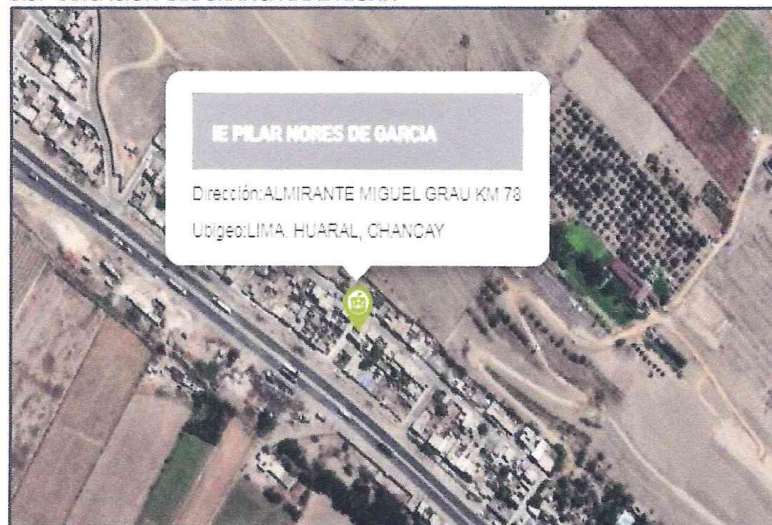 IE PILAR NORES DE GARCIA
Dirección:ALMIRANTE MIGUEL GRAU KM 78
Ubigeo:LIMA, HUARAL, CHANCAY